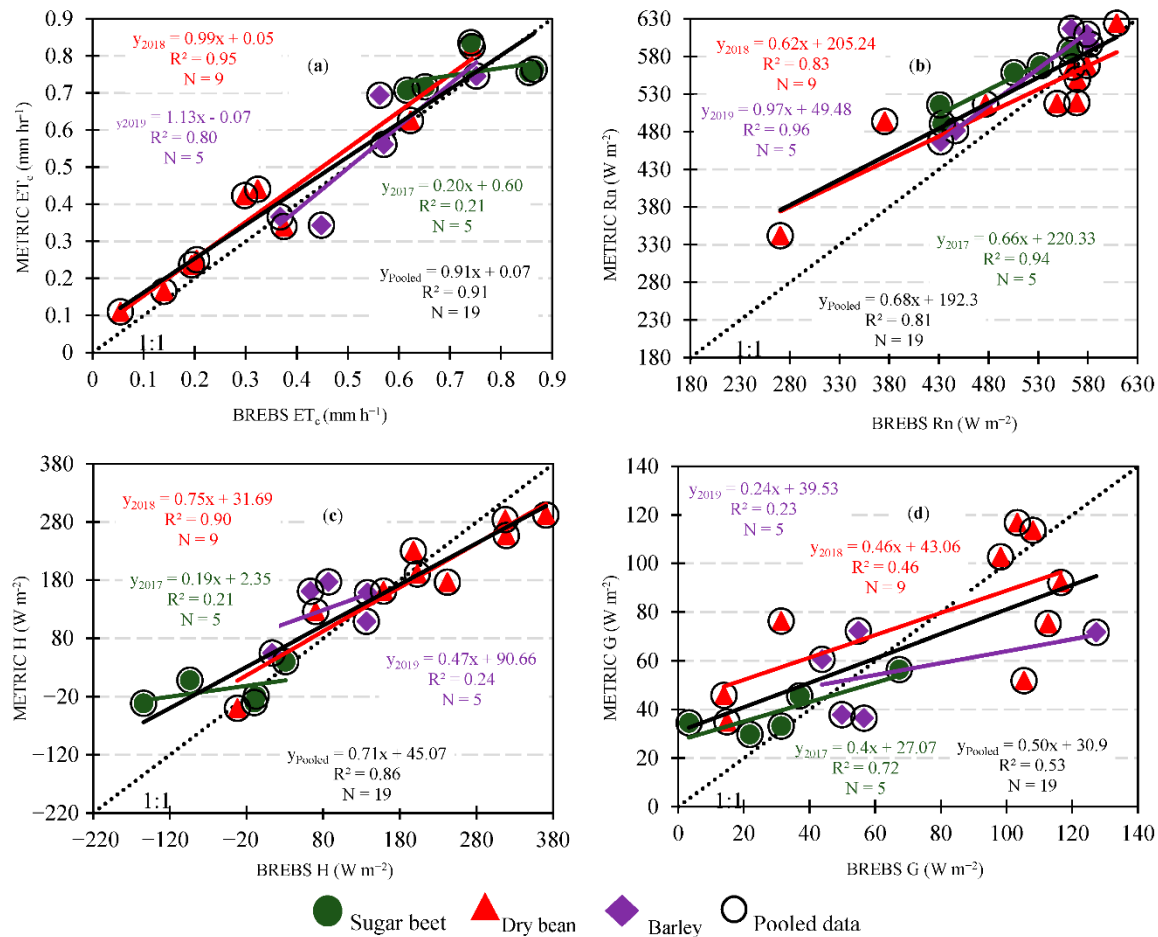 METRIC ETc (mm hr⁻¹)
0.9
0.8
0.7
0.6
0.5
0.4
0.3
0.2
0.1
0
y2018 = 0.99x + 0.05
R² = 0.95
N = 9
(a)
y2019 = 1.13x - 0.07
R² = 0.80
N = 5
y2017 = 0.20x + 0.60
R² = 0.21
N = 5
yPooled = 0.91x + 0.07
R² = 0.91
N = 19
1:1
0 0.1 0.2 0.3 0.4 0.5 0.6 0.7 0.8 0.9
BREBS ETc (mm h⁻¹)
METRIC Rn (W m⁻²)
630
580
530
480
430
380
330
280
230
180
y2018 = 0.62x + 205.24
R² = 0.83
N = 9
(b)
y2019 = 0.97x + 49.48
R² = 0.96
N = 5
y2017 = 0.66x + 220.33
R² = 0.94
N = 5
yPooled = 0.68x + 192.3
R² = 0.81
N = 19
1:1
180 230 280 330 380 430 480 530 580 630
BREBS Rn (W m⁻²)
METRIC H (W m⁻²)
380
280
180
80
−20
−120
−220
y2018 = 0.75x + 31.69
R² = 0.90
N = 9
(c)
y2017 = 0.19x + 2.35
R² = 0.21
N = 5
y2019 = 0.47x + 90.66
R² = 0.24
N = 5
yPooled = 0.71x + 45.07
R² = 0.86
N = 19
1:1
−220 −120 −20 80 180 280 380
BREBS H (W m⁻²)
METRIC G (W m⁻²)
140
120
100
80
60
40
20
0
y2019 = 0.24x + 39.53
R² = 0.23
N = 5
(d)
y2018 = 0.46x + 43.06
R² = 0.46
N = 9
y2017 = 0.4x + 27.07
R² = 0.72
N = 5
yPooled = 0.50x + 30.9
R² = 0.53
N = 19
1:1
0 20 40 60 80 100 120 140
BREBS G (W m⁻²)
Sugar beet Dry bean Barley Pooled data